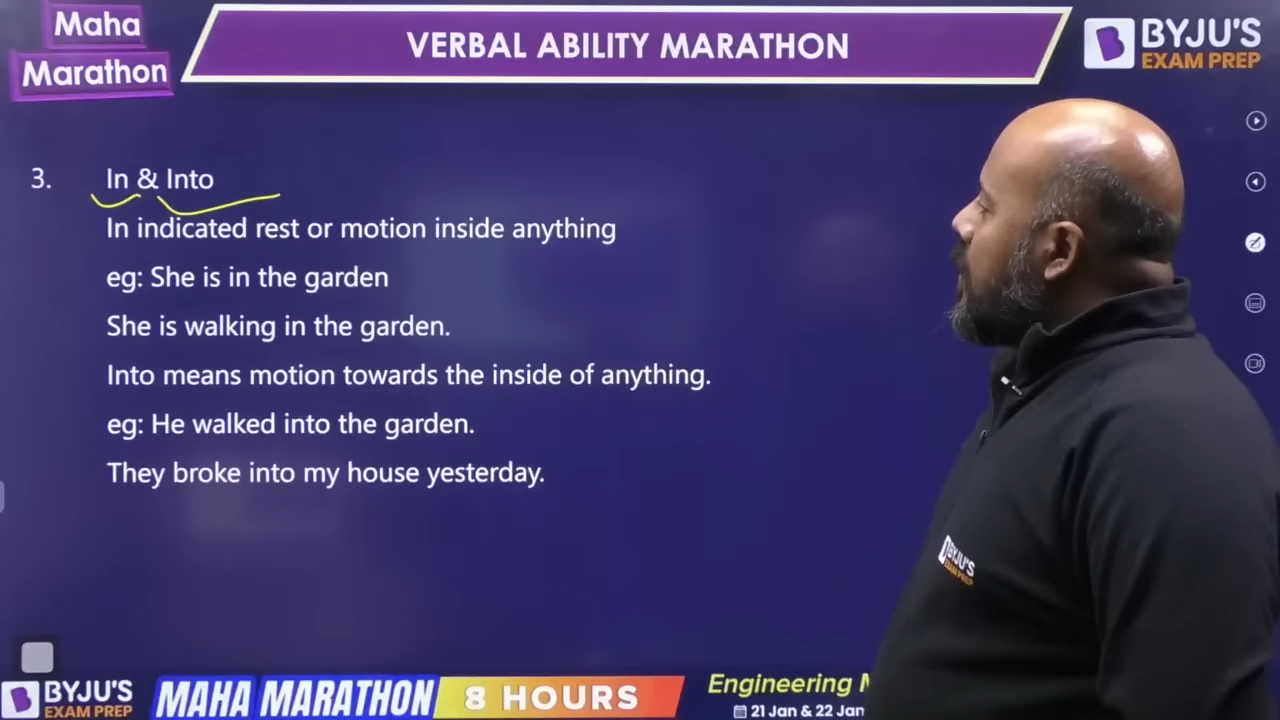 Maha
Marathon
VERBAL ABILITY MARATHON
BYJU'S
EXAM PREP
3. In & Into
In indicated rest or motion inside anything
eg: She is in the garden
She is walking in the garden.
Into means motion towards the inside of anything.
eg: He walked into the garden.
They broke into my house yesterday.
BYJU'S
EXAM PREP
BYJU'S
EXAM PREP
MAHA MARATHON
8 HOURS
Engineering
21 Jan & 22 Jan